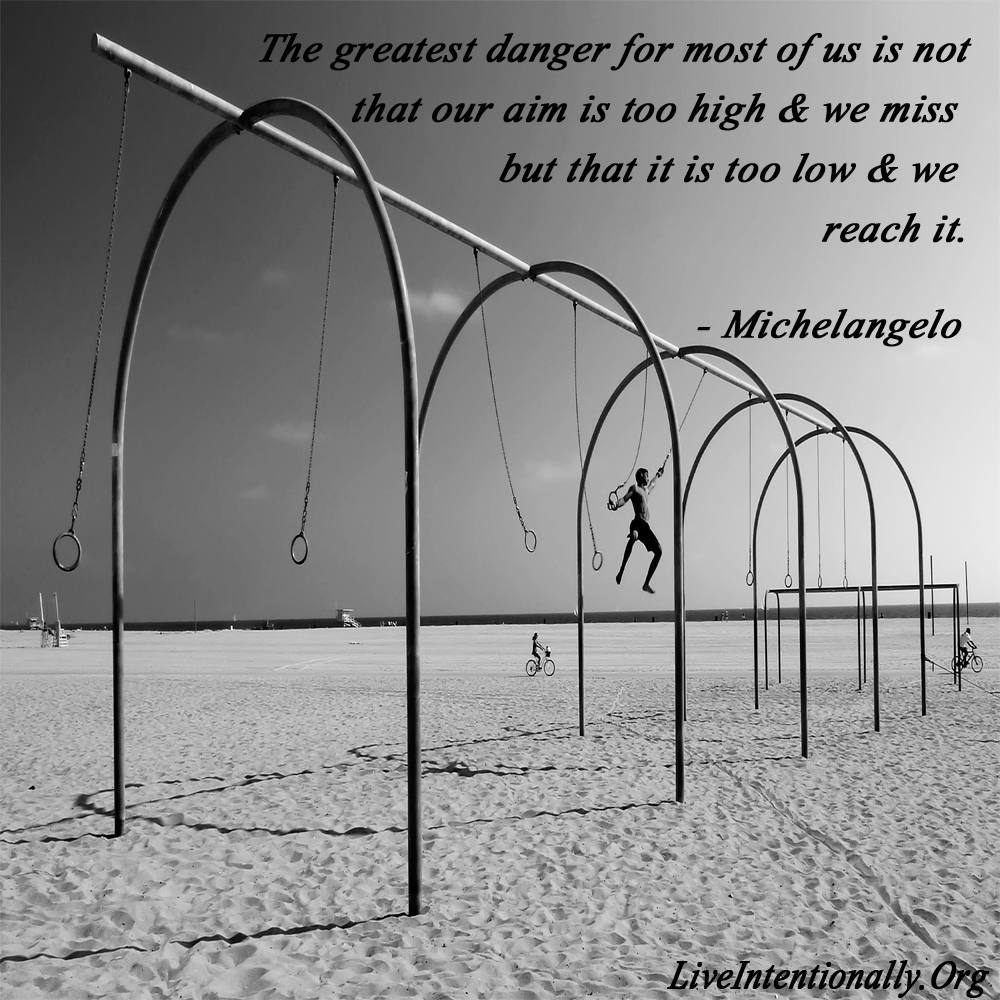 The greatest danger for most of us is not
that our aim is too high & we miss
but that it is too low & we
reach it.
- Michelangelo
LiveIntentionally.Org